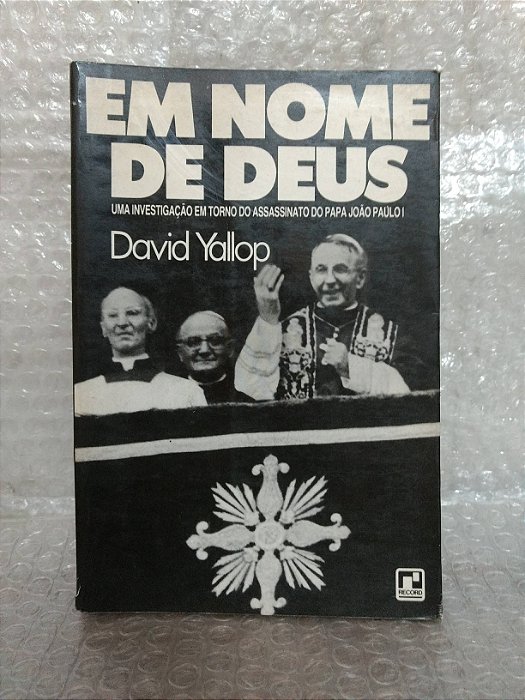 EM NOME
DE DEUS
UMA INVESTIGAÇÃO EM TORNO DO ASSASSINATO DO PAPA JOÃO PAULO I
David Yallop
RECORD